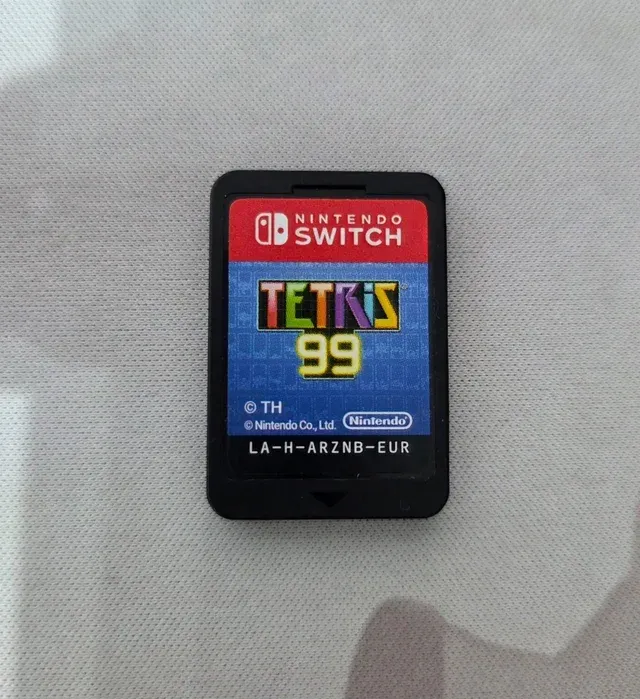 NINTENDO
SWITCH
TETRIS
99
© TH
© Nintendo Co., Ltd. Nintendo
LA-H-ARZNB-EUR